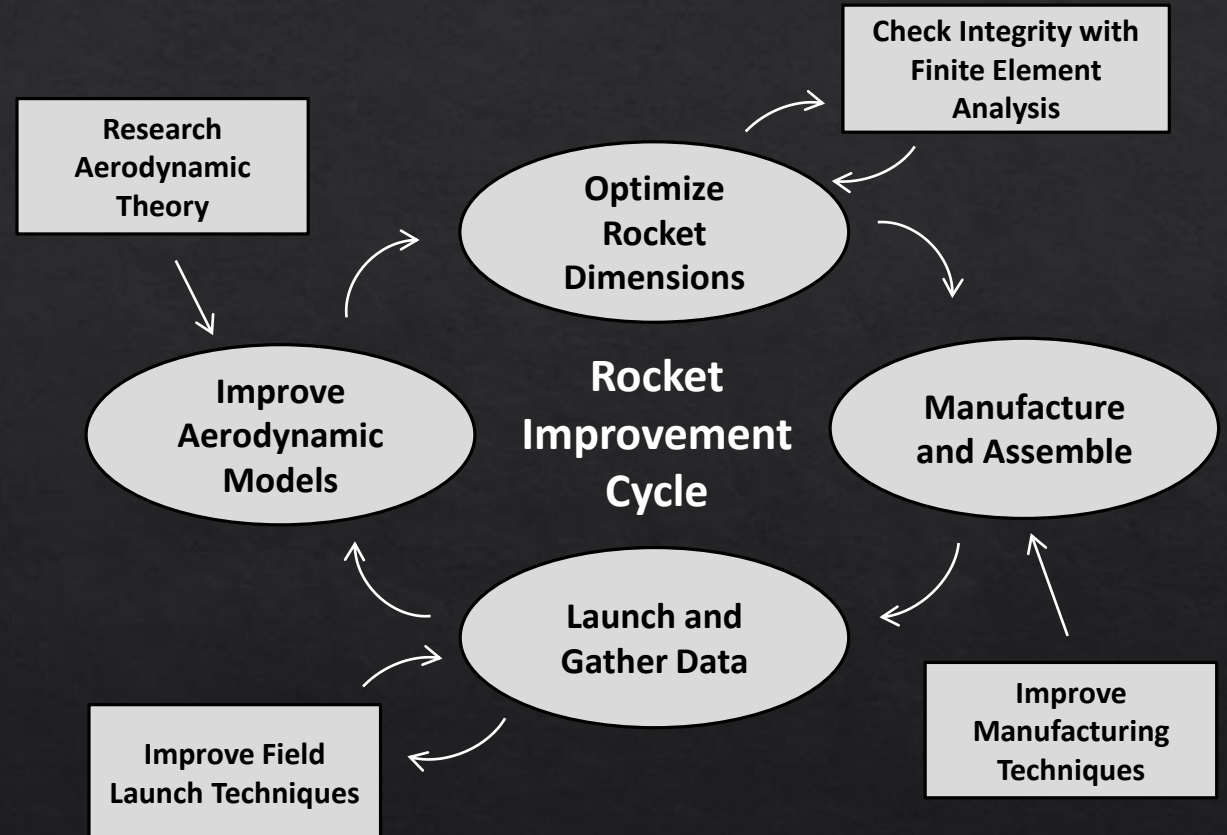 Check Integrity with
Finite Element
Analysis
Research
Aerodynamic
Theory
Optimize
Rocket
Dimensions
Rocket
Improvement
Cycle
Improve
Aerodynamic
Models
Manufacture
and Assemble
Launch and
Gather Data
Improve Field
Launch Techniques
Improve
Manufacturing
Techniques